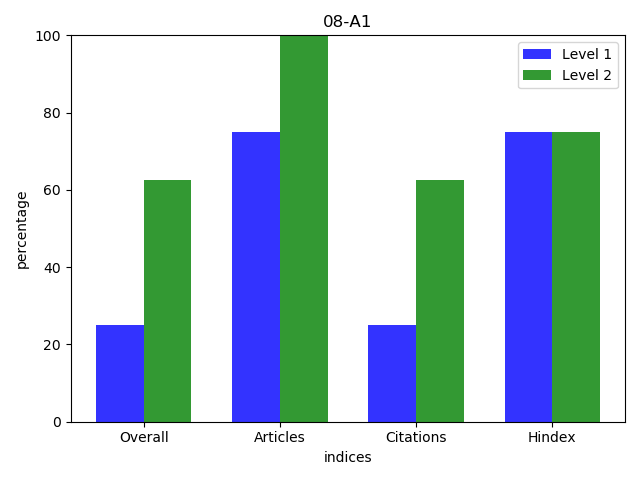 08-A1
Level 1
Level 2
percentage
100
80
60
40
20
0
Overall
Articles
Citations
Hindex
indices